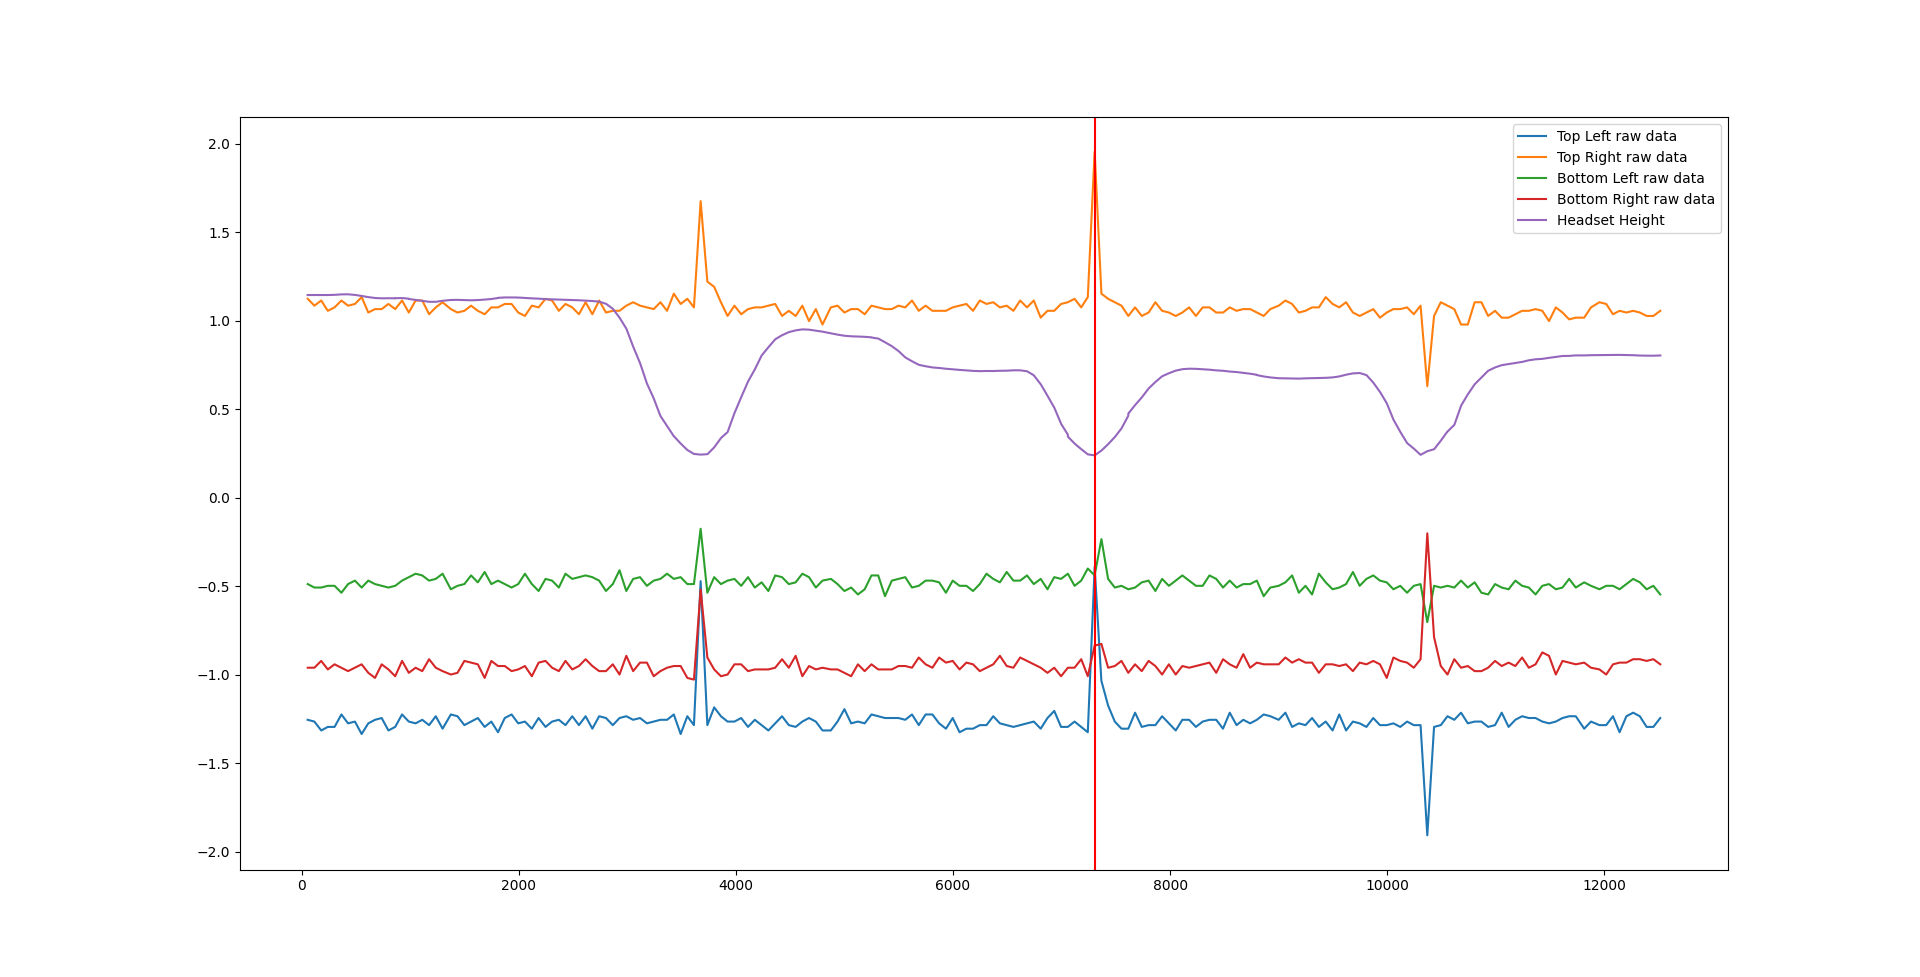 2.0
1.5
1.0
0.5
0.0
−0.5
−1.0
−1.5
−2.0
0 2000 4000 6000 8000 10000 12000
Top Left raw data
Top Right raw data
Bottom Left raw data
Bottom Right raw data
Headset Height